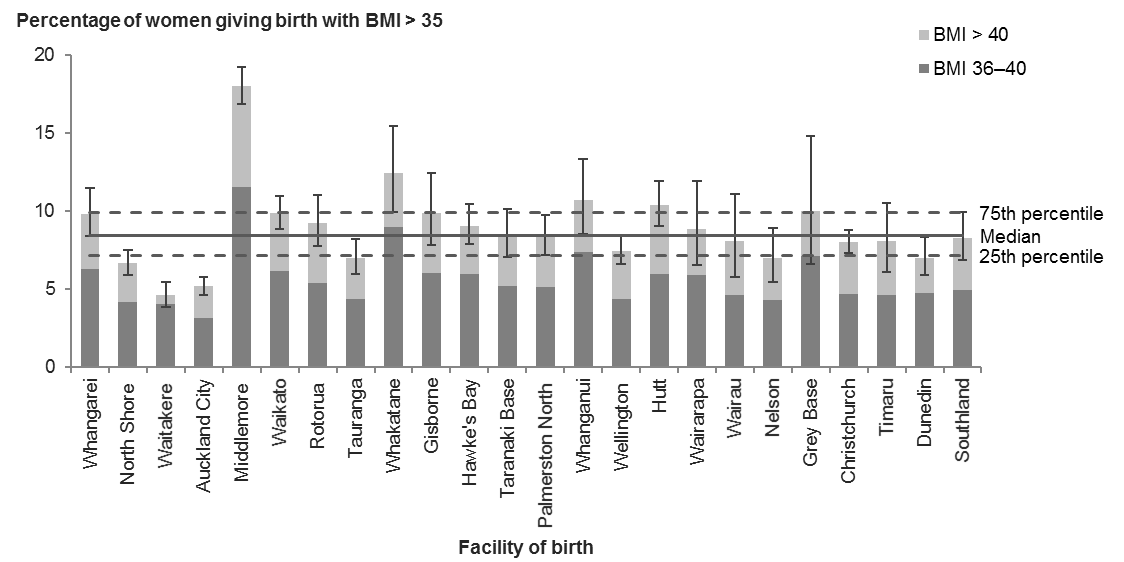 Percentage of women giving birth with BMI > 35
BMI > 40
BMI 36–40
20
15
10
5
0
75th percentile
Median
25th percentile
Whangarei
North Shore
Waitakere
Auckland City
Middlemore
Waikato
Rotorua
Tauranga
Whakatane
Gisborne
Hawke's Bay
Taranaki Base
Palmerston North
Whanganui
Wellington
Hutt
Wairarapa
Wairau
Nelson
Grey Base
Christchurch
Timaru
Dunedin
Southland
Facility of birth